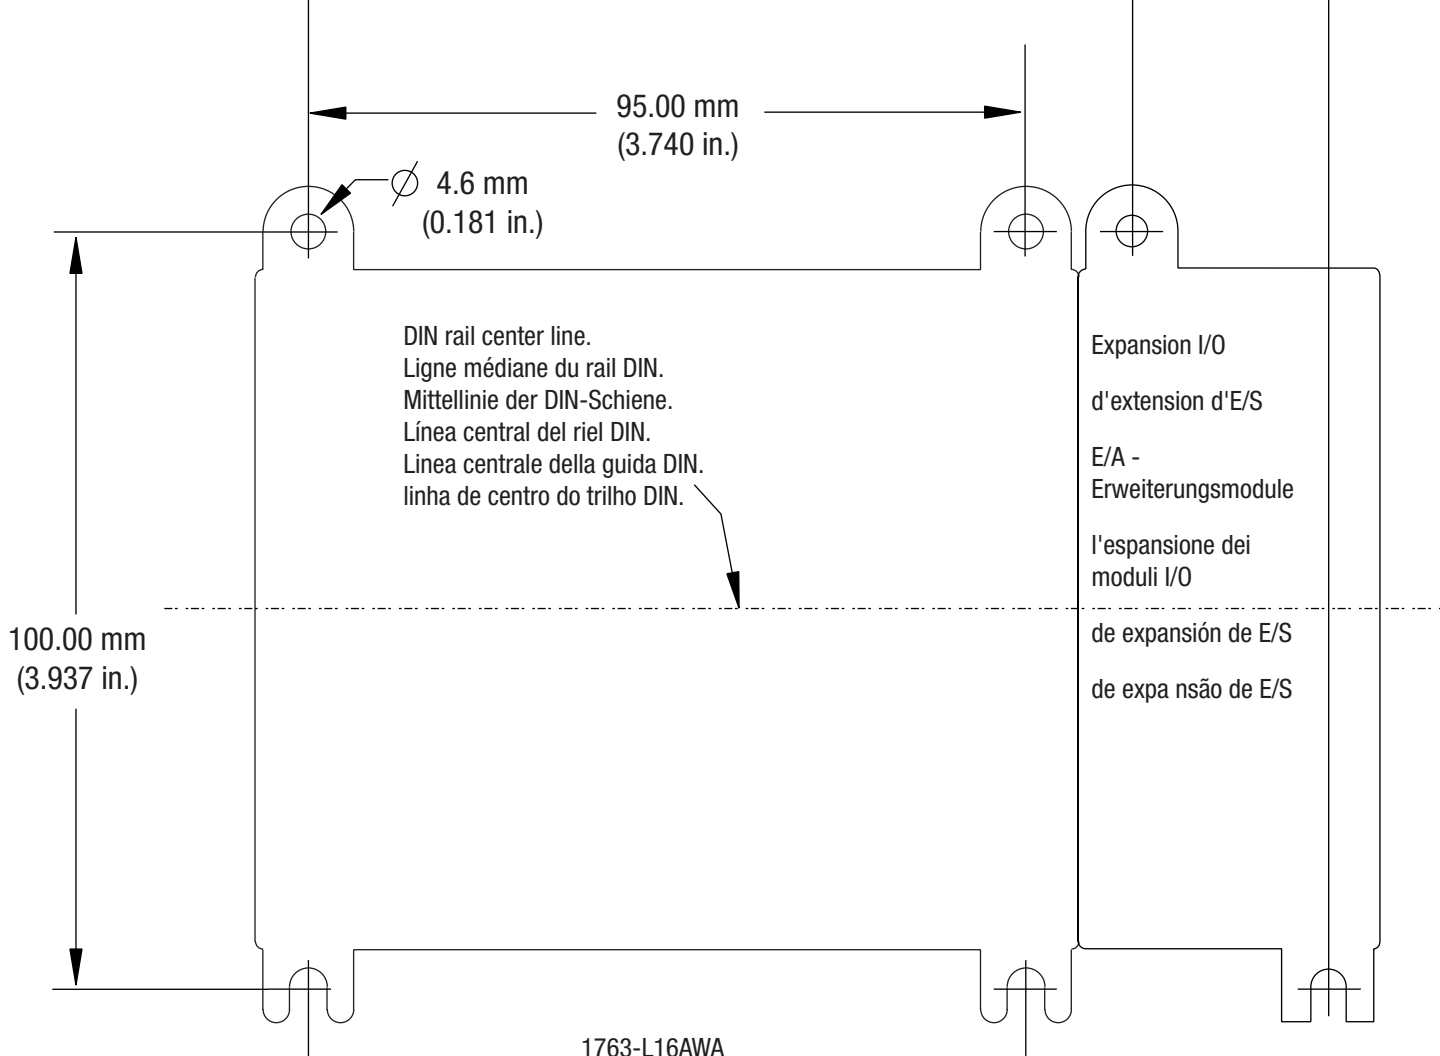 95.00 mm
(3.740 in.)
4.6 mm
(0.181 in.)
DIN rail center line.
Ligne médiane du rail DIN.
Mittellinie der DIN-Schiene.
Línea central del riel DIN.
Linea centrale della guida DIN.
linha de centro do trilho DIN.
Expansion I/O
d'extension d'E/S
E/A -
Erweiterungsmodule
l'espansione dei
moduli I/O
de expansión de E/S
de expa nsão de E/S
100.00 mm
(3.937 in.)
1763-L16AWA